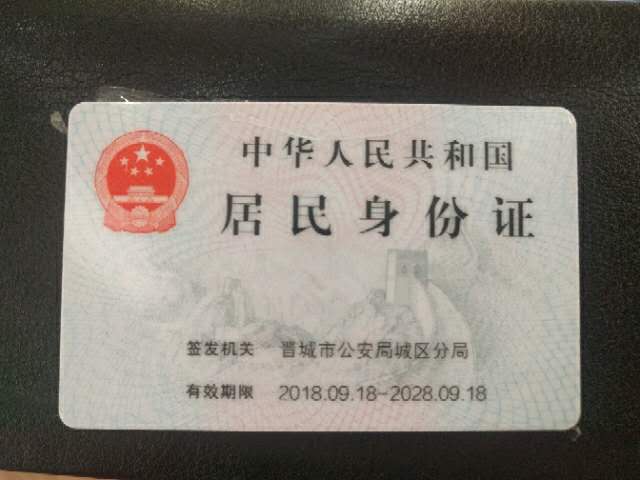 中华人民共和国
居民身份证
签发机关 晋城市公安局城区分局
有效期限 2018.09.18-2028.09.18